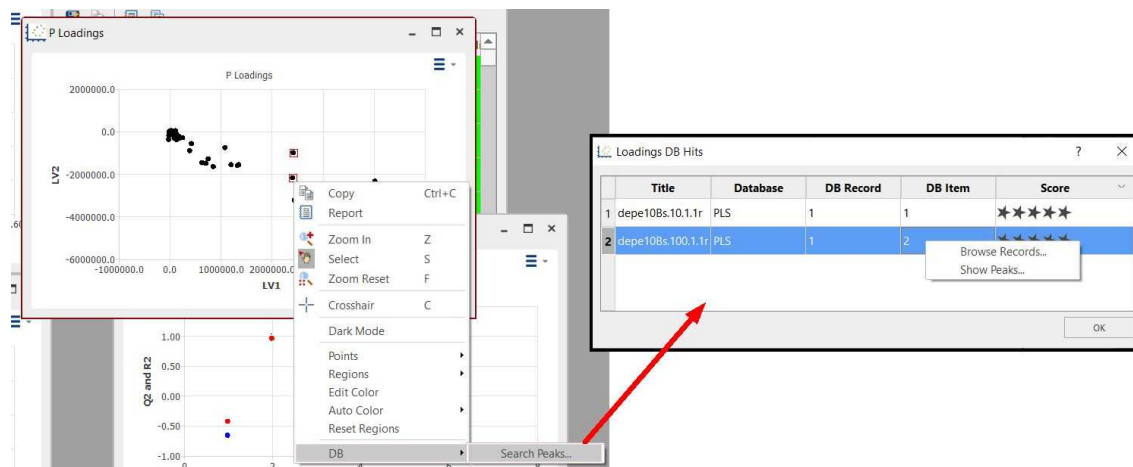 P Loadings
P Loadings
2000000.0
0.0
-2000000.0
-4000000.0
-6000000.0
LV2
-1000000.0 0.0 1000000.0 2000000.0
LV1
Copy Ctrl+C
Report
Zoom In Z
Select S
Zoom Reset F
Crosshair C
Dark Mode
Points
Regions
Edit Color
Auto Color
Reset Regions
DB
Search Peaks...
1.00
0.50
0.00
-0.50
-1.00
Q2 and R2
Loadings DB Hits
Title Database DB Record DB Item Score
1 depe10Bs.10.1.1r PLS 1 1 ★★★★★
2 depe10Bs.100.1.1r PLS 1 2
Browse Records...
Show Peaks...
OK